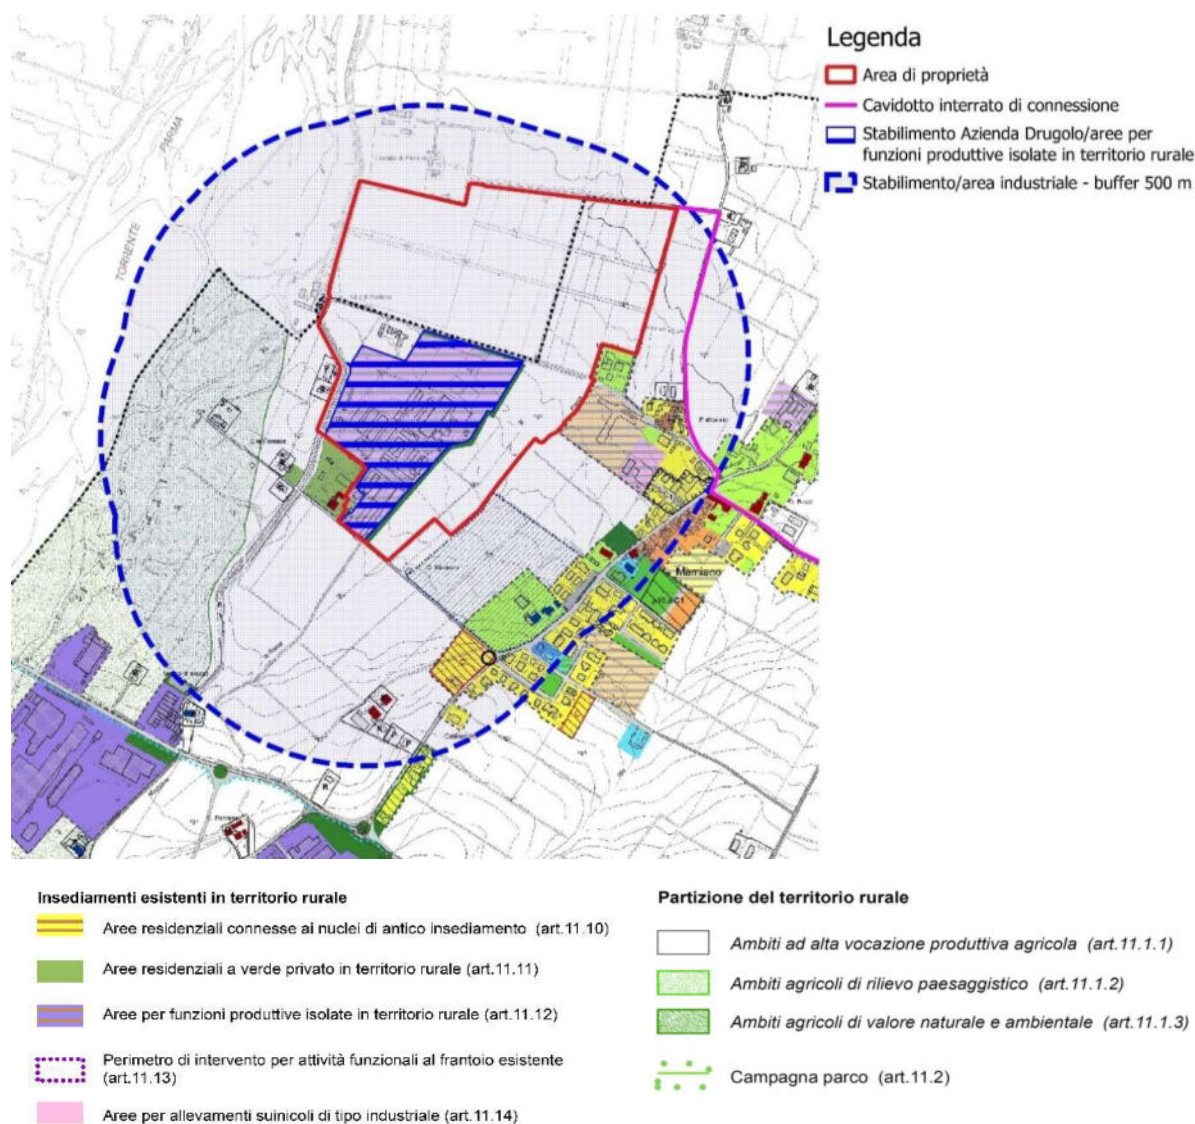 Legenda
Area di proprietà
Cavidotto interrato di connessione
Stabilimento Azienda Drugolo/aree per
funzioni produttive isolate in territorio rurale
Stabilimento/area industriale - buffer 500 m
PARMA
TORRENTE
Mamiano
Insediamenti esistenti in territorio rurale
Aree residenziali connesse ai nuclei di antico insediamento (art.11.10)
Aree residenziali a verde privato in territorio rurale (art.11.11)
Aree per funzioni produttive isolate in territorio rurale (art.11.12)
Perimetro di intervento per attività funzionali al frantoio esistente
(art.11.13)
Aree per allevamenti suinicoli di tipo industriale (art.11.14)
Partizione del territorio rurale
Ambiti ad alta vocazione produttiva agricola (art.11.1.1)
Ambiti agricoli di rilievo paesaggistico (art.11.1.2)
Ambiti agricoli di valore naturale e ambientale (art.11.1.3)
Campagna parco (art.11.2)